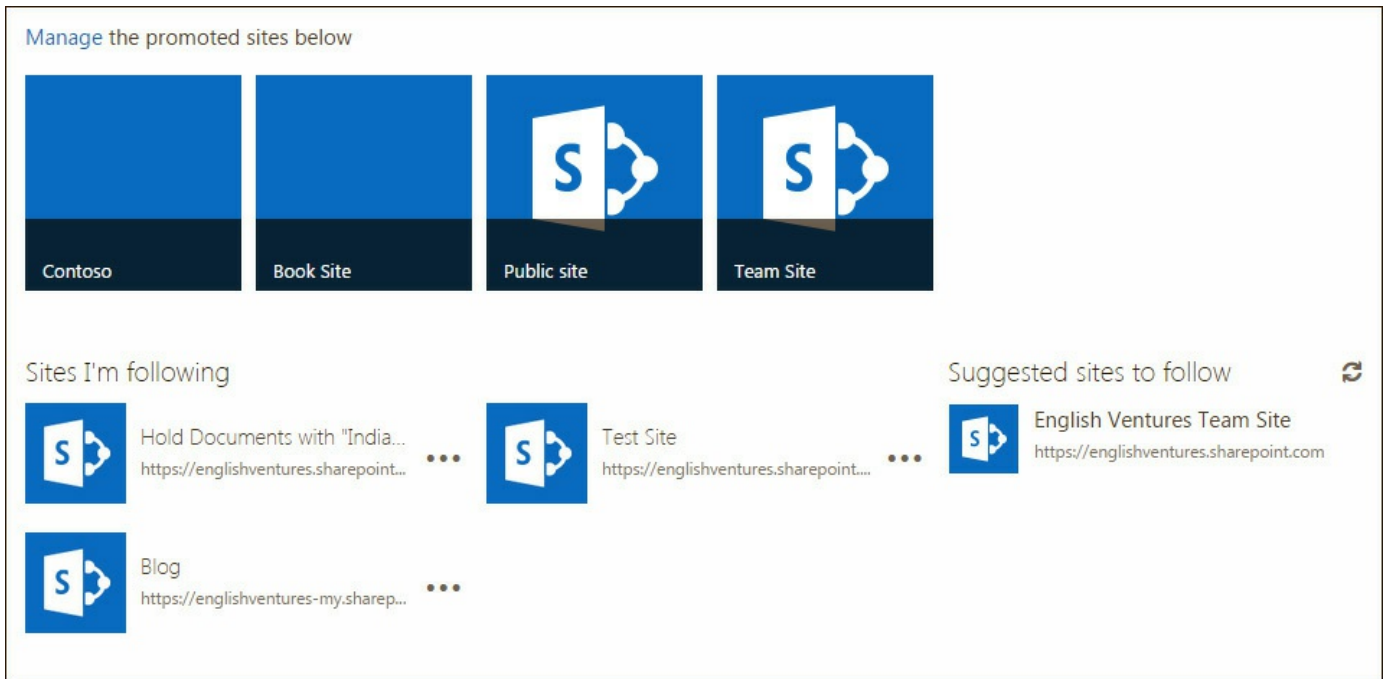 Manage the promoted sites below
Contoso
Book Site
S
Public site
S
Team Site
Sites I'm following
S
Hold Documents with "India...
https://englishventures.sharepoint...
S
Test Site
https://englishventures.sharepoint....
S
Blog
https://englishventures-my.sharep...
Suggested sites to follow
S
English Ventures Team Site
https://englishventures.sharepoint.com